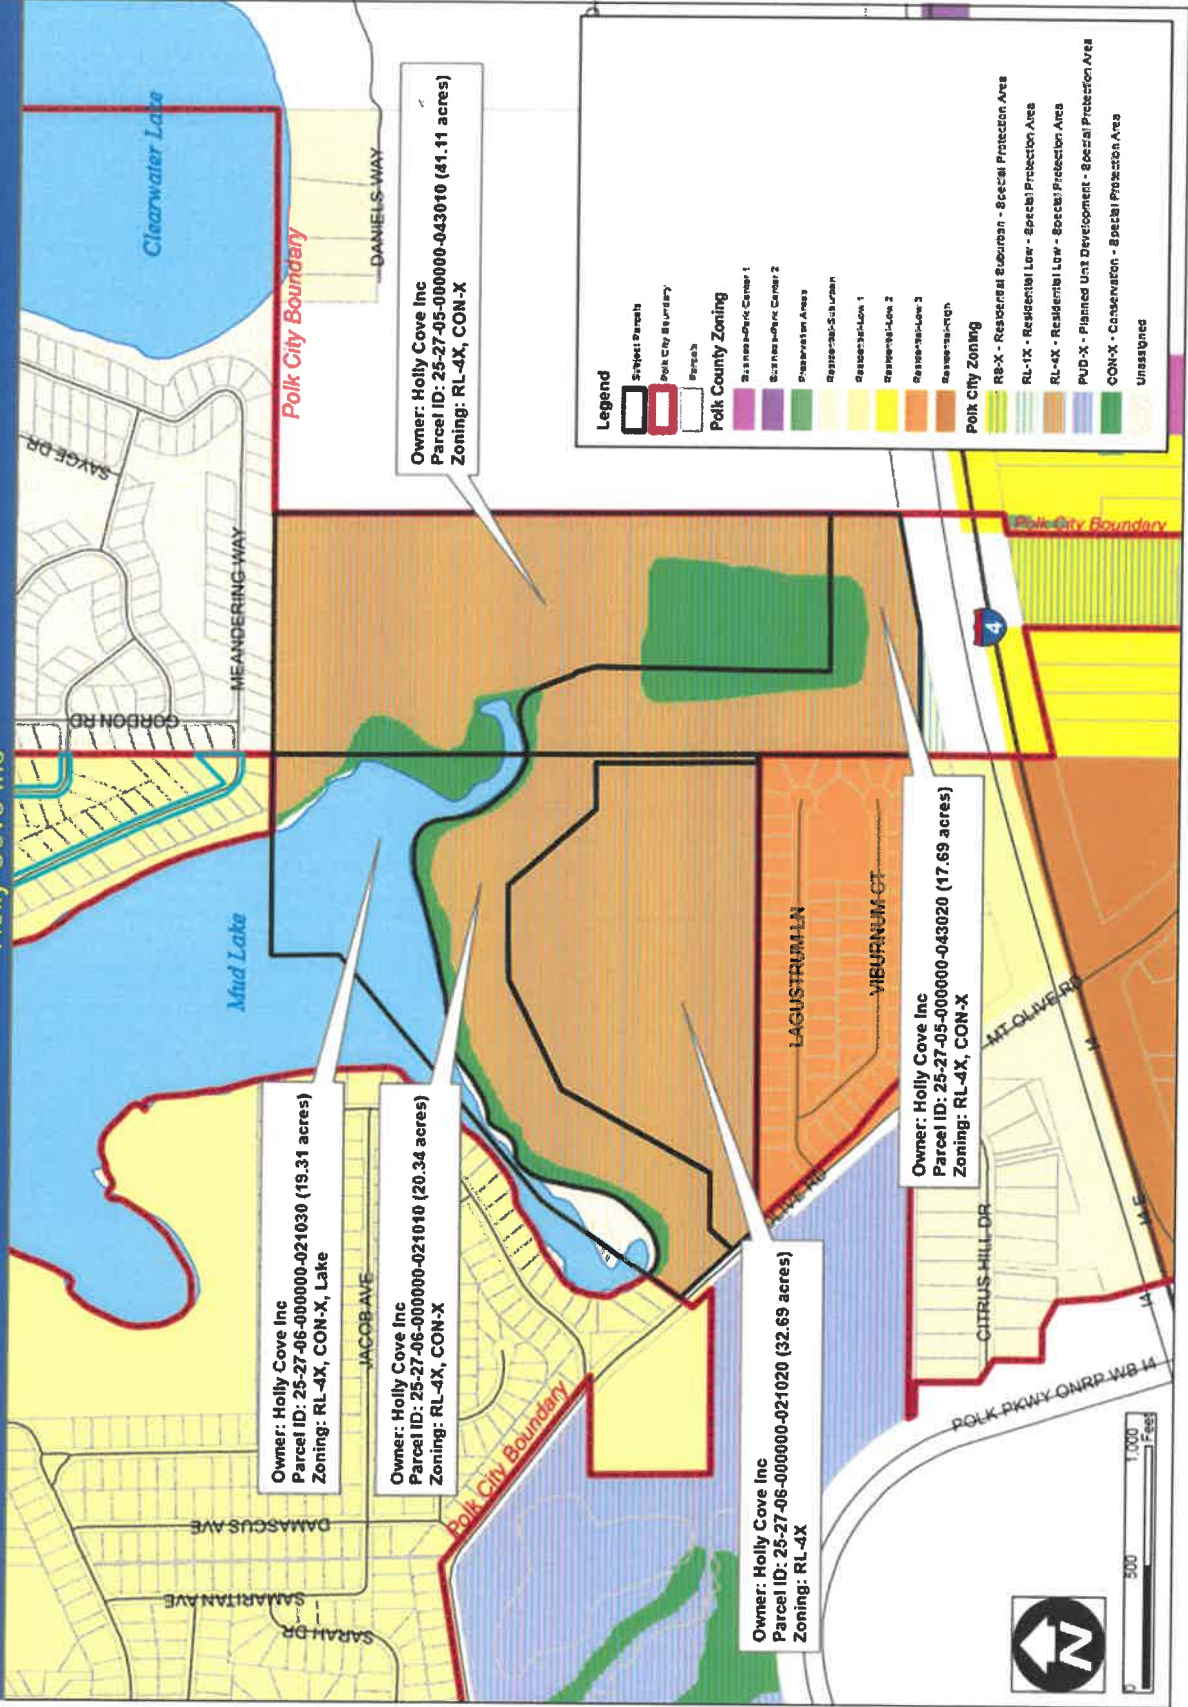 Clearwater Lake
Polk City Boundary
DANIELS WAY
SAYGE DR
MEANDERING WAY
GORDON RD
Mud Lake
Owner: Holly Cove Inc
Parcel ID: 25-27-05-000000-043010 (41.11 acres)
Zoning: RL-4X, CON-X
Owner: Holly Cove Inc
Parcel ID: 25-27-06-000000-021030 (19.31 acres)
Zoning: RL-4X, CON-X, Lake
Owner: Holly Cove Inc
Parcel ID: 25-27-06-000000-021010 (20.34 acres)
Zoning: RL-4X, CON-X
JACOB AVE
DAMASCUS AVE
SAMARITAN AVE
SARAH DR
Polk City Boundary
Owner: Holly Cove Inc
Parcel ID: 25-27-06-000000-021020 (32.69 acres)
Zoning: RL-4X
LAGUSTRUM LN
VIBURNUM CT
OLIVE RD
Owner: Holly Cove Inc
Parcel ID: 25-27-05-000000-043020 (17.69 acres)
Zoning: RL-4X, CON-X
MT OLIVE RD
CITRUS HILL DR
I4
I4 E
I4
POLK PKWY ONRP WB I4
4
Polk City Boundary
Legend
Subject Parcels
Polk City Boundary
Parcels
Polk County Zoning
Business-Park Center 1
Business-Park Center 2
Preservation Areas
Residential-Suburban
Residential-Low 1
Residential-Low 2
Residential-Low 3
Residential-High
Polk City Zoning
RS-X - Residential Suburban - Special Protection Area
RL-1X - Residential Low - Special Protection Area
RL-4X - Residential Low - Special Protection Area
PUD-X - Planned Unit Development - Special Protection Area
CON-X - Conservation - Special Protection Area
Unassigned
N
0 500 1,000
Feet